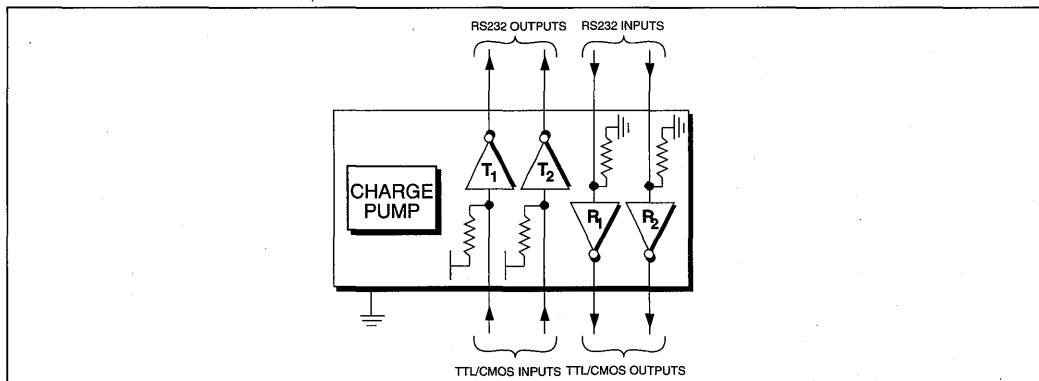 RS232 OUTPUTS RS232 INPUTS
T1 T2
CHARGE
PUMP
R1 R2
TTL/CMOS INPUTS TTL/CMOS OUTPUTS